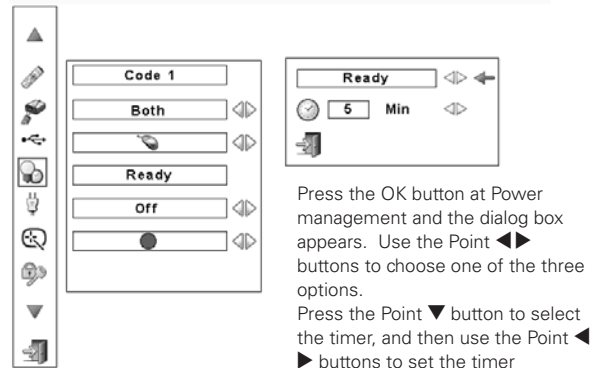 Code 1
Both
Ready
Off
Ready
5 Min
Press the OK button at Power
management and the dialog box
appears. Use the Point ◀▶
buttons to choose one of the three
options.
Press the Point ▼ button to select
the timer, and then use the Point ◀
▶ buttons to set the timer